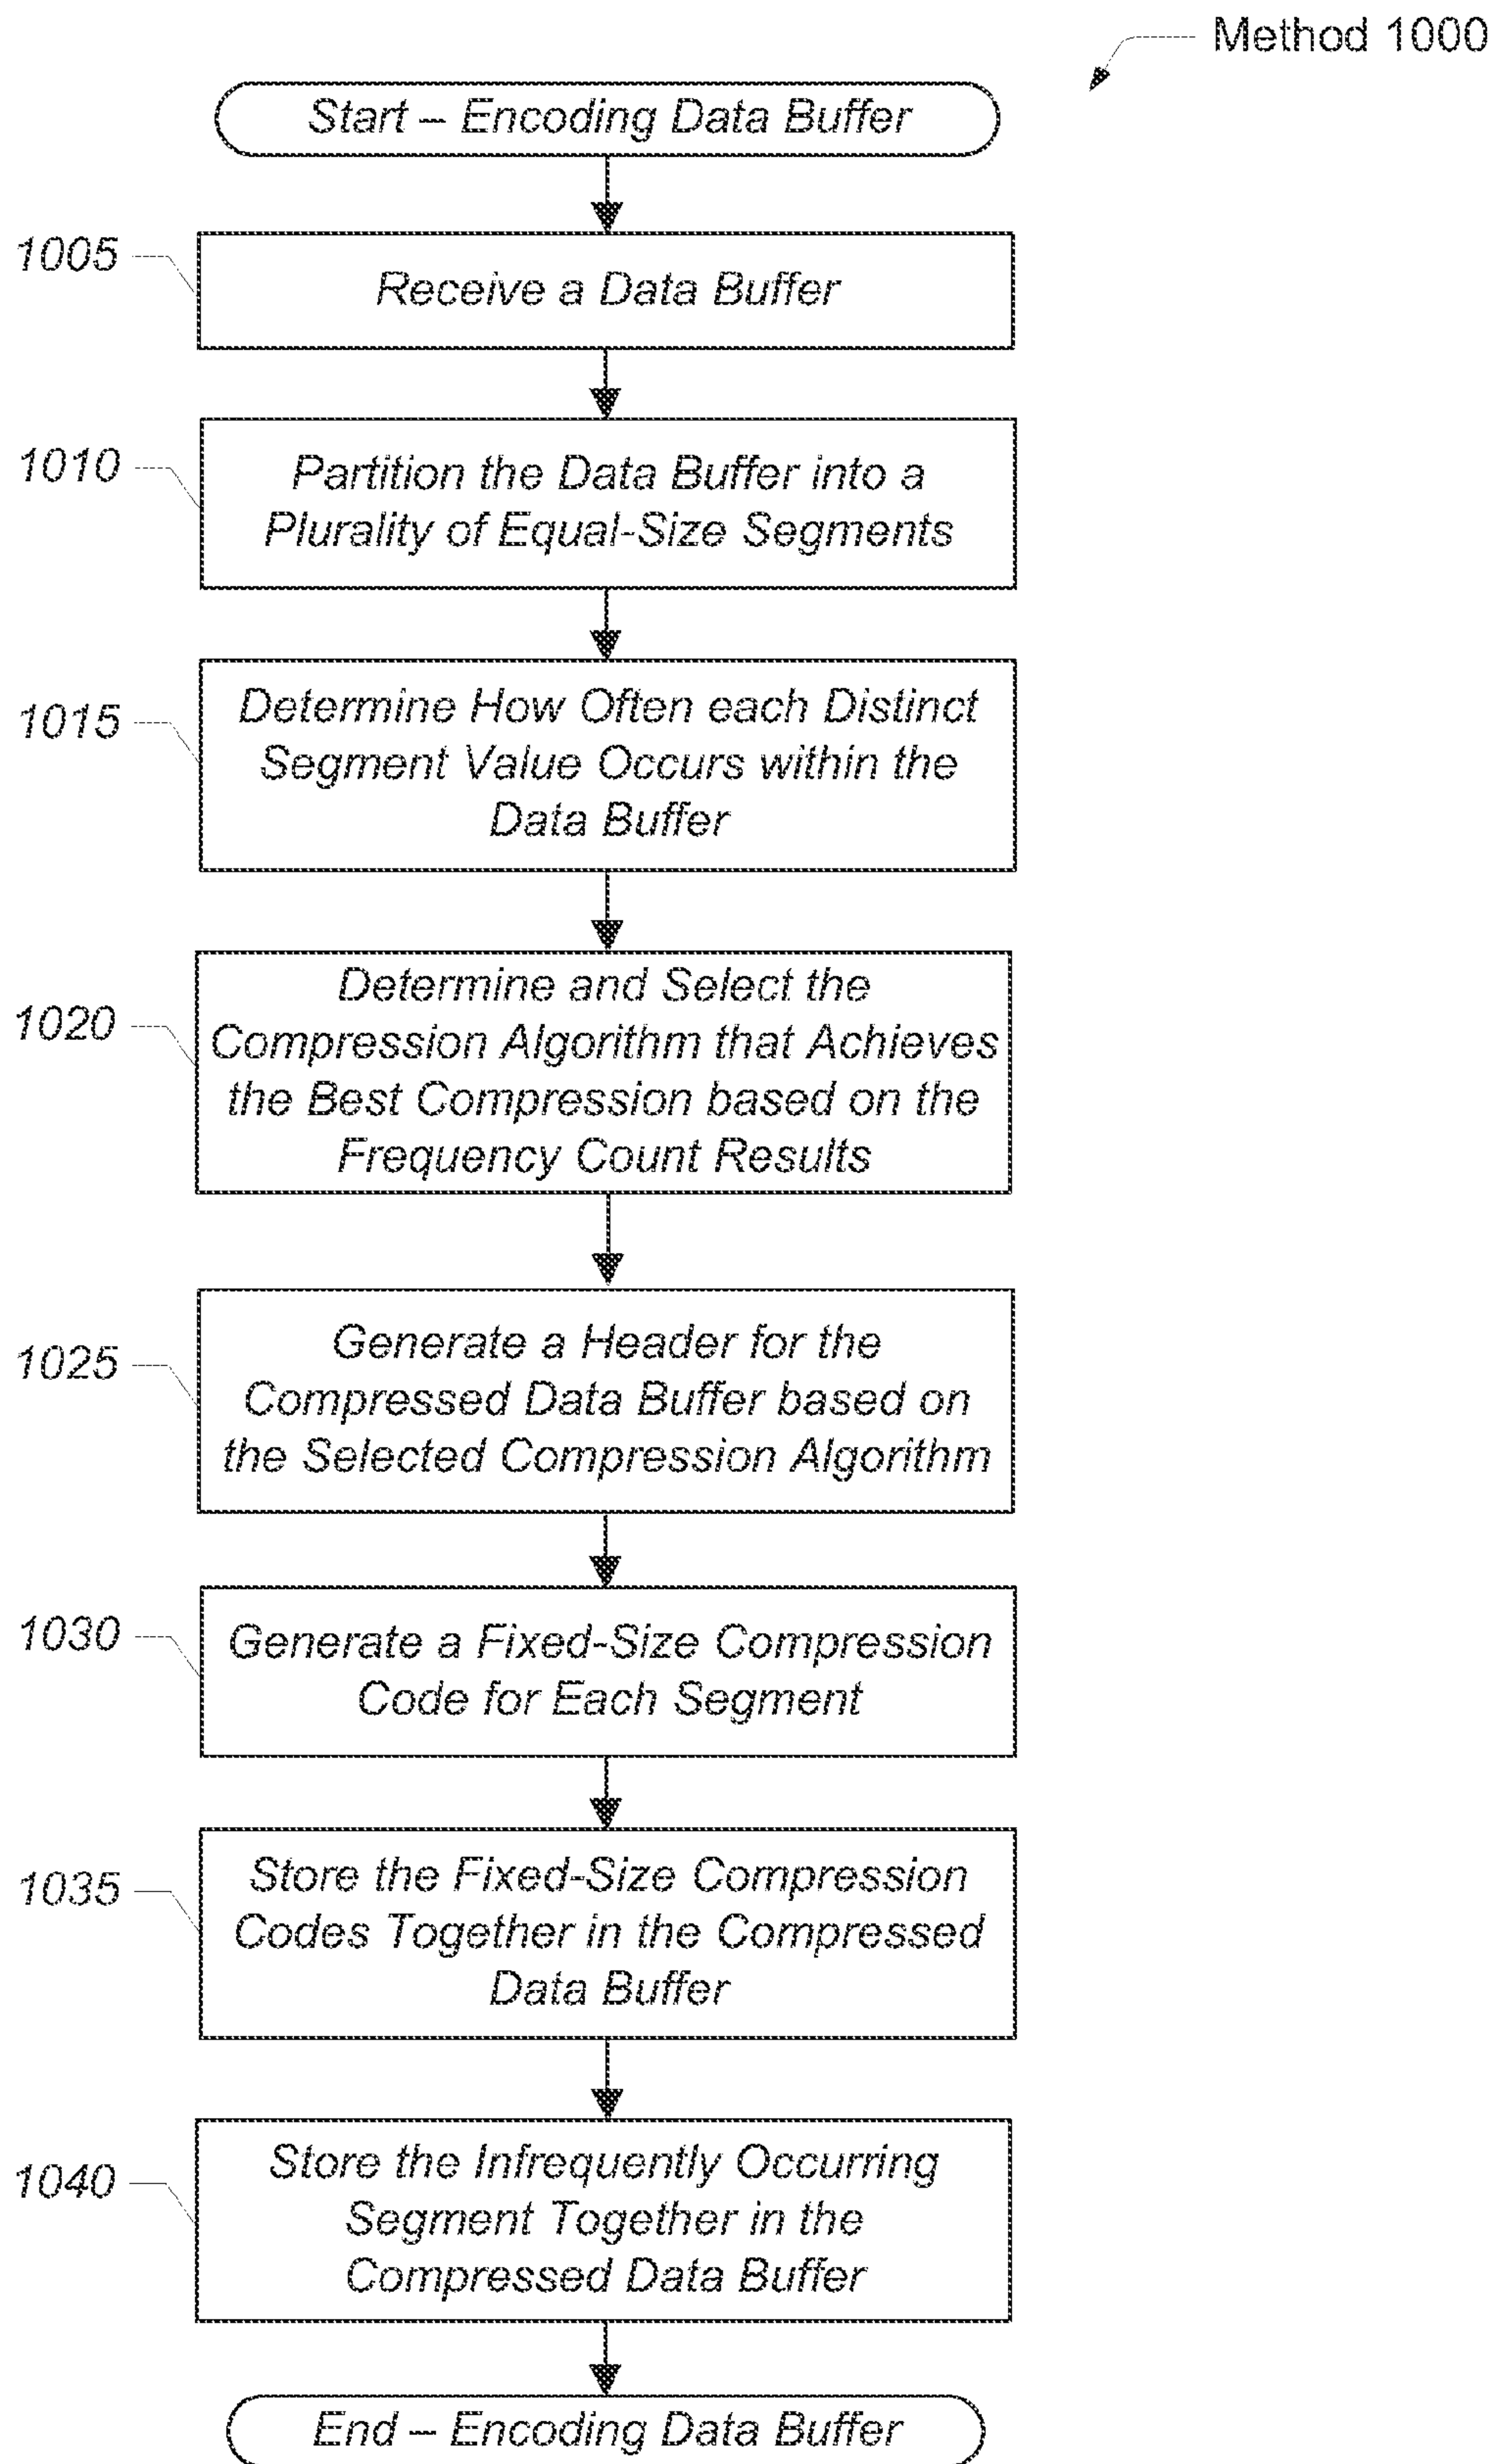 Method 1000
Start – Encoding Data Buffer
1005
Receive a Data Buffer
1010
Partition the Data Buffer into a
Plurality of Equal-Size Segments
1015
Determine How Often each Distinct
Segment Value Occurs within the
Data Buffer
1020
Determine and Select the
Compression Algorithm that Achieves
the Best Compression based on the
Frequency Count Results
1025
Generate a Header for the
Compressed Data Buffer based on
the Selected Compression Algorithm
1030
Generate a Fixed-Size Compression
Code for Each Segment
1035
Store the Fixed-Size Compression
Codes Together in the Compressed
Data Buffer
1040
Store the Infrequently Occurring
Segment Together in the
Compressed Data Buffer
End – Encoding Data Buffer